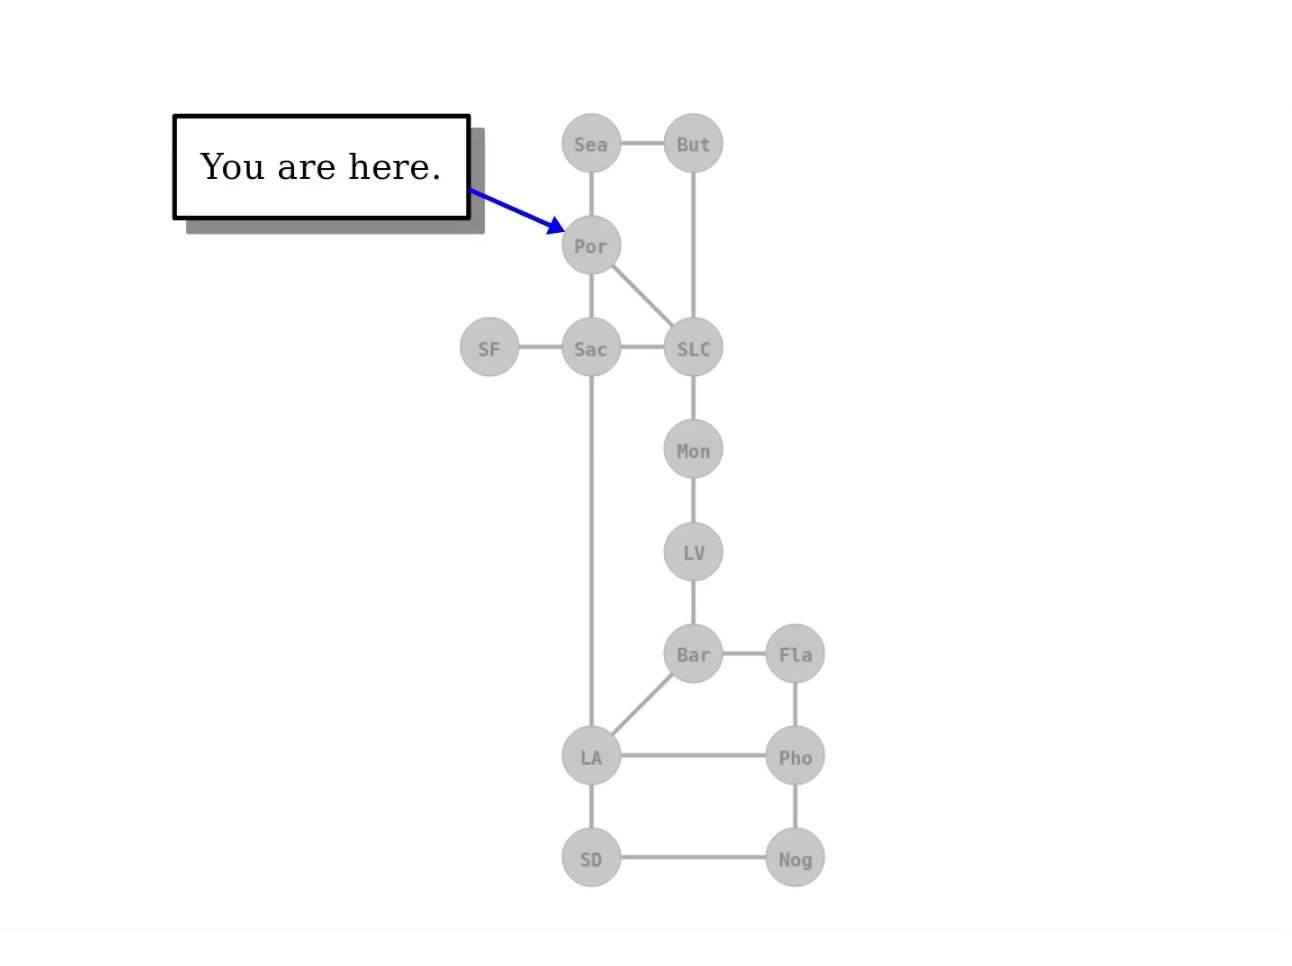 Sea
But
You are here.
Por
SF
Sac
SLC
Mon
LV
Bar
Fla
LA
Pho
SD
Nog